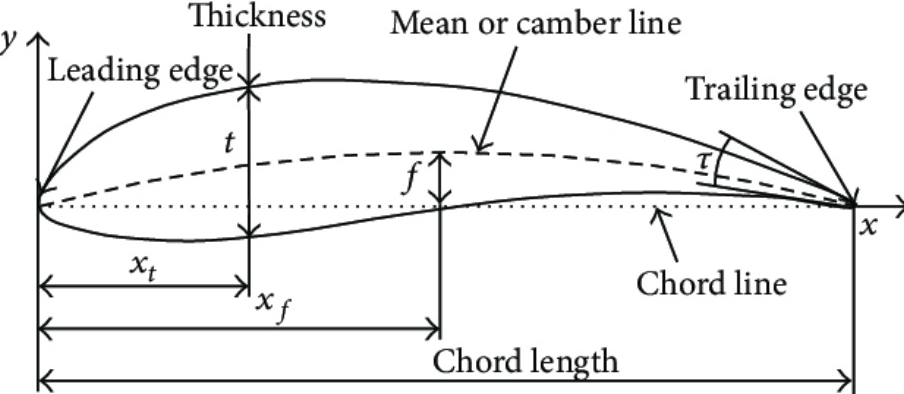 Thickness
Mean or camber line
y
Leading edge
Trailing edge
t
τ
f
x
x_t
Chord line
x_f
Chord length